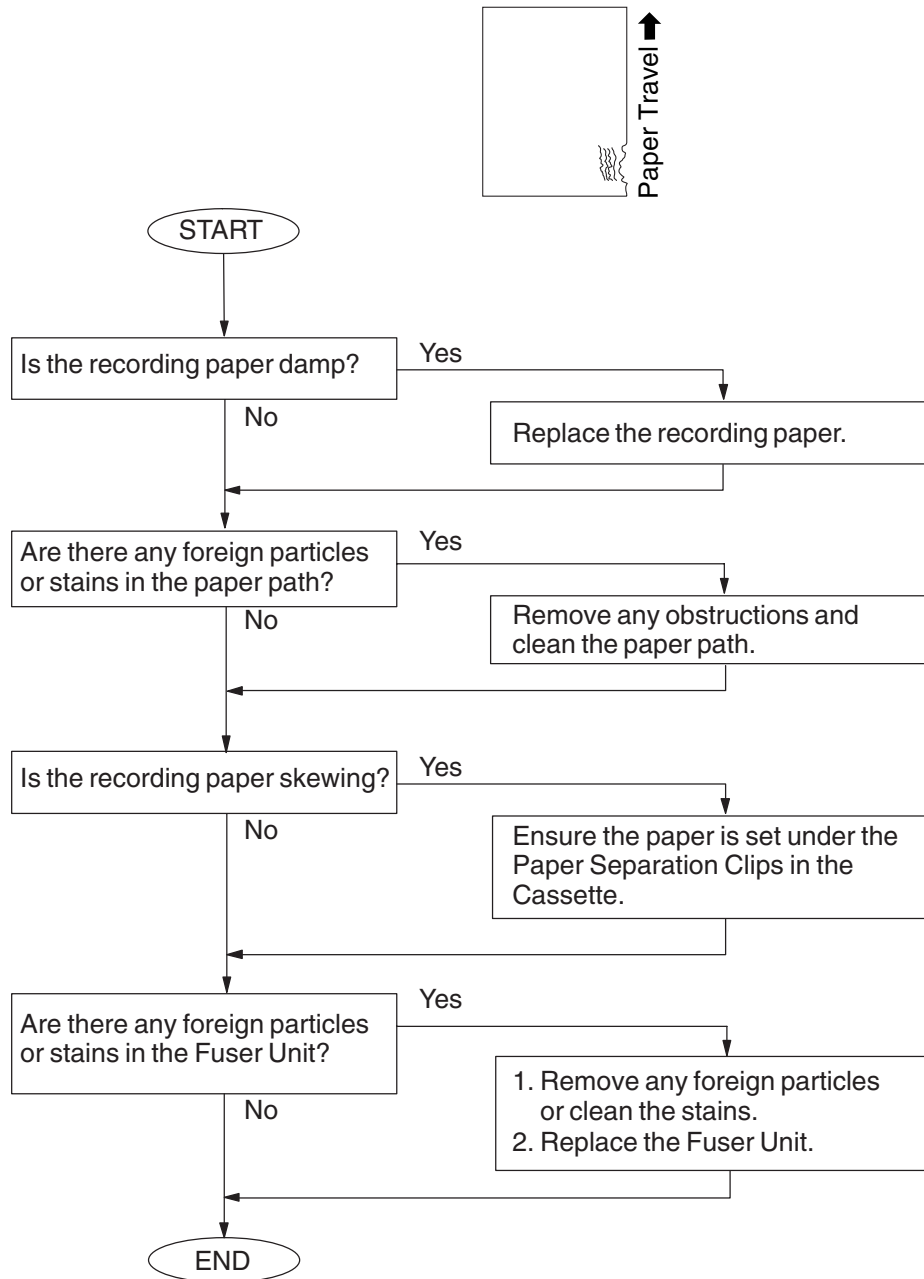 Paper Travel
START
Is the recording paper damp?
Yes
No
Replace the recording paper.
Are there any foreign particles
or stains in the paper path?
Yes
No
Remove any obstructions and
clean the paper path.
Is the recording paper skewing?
Yes
No
Ensure the paper is set under the
Paper Separation Clips in the
Cassette.
Are there any foreign particles
or stains in the Fuser Unit?
Yes
No
1. Remove any foreign particles
or clean the stains.
2. Replace the Fuser Unit.
END